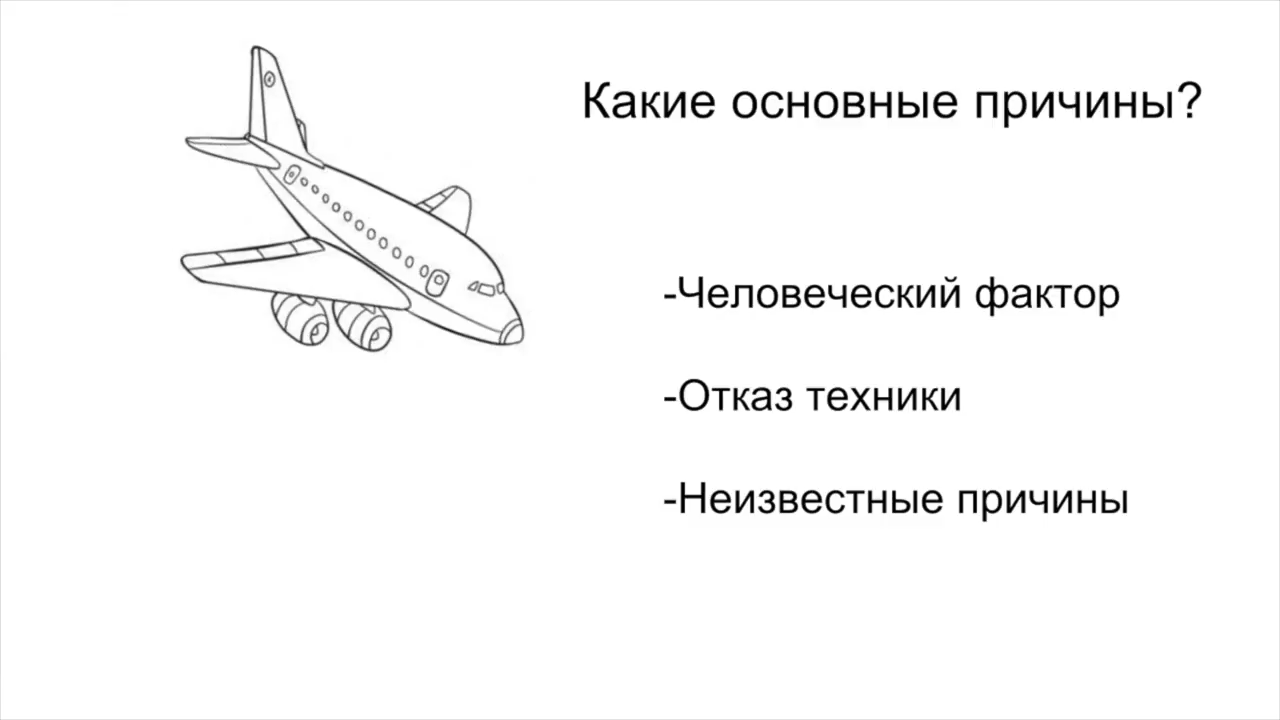 Какие основные причины?
-Человеческий фактор
-Отказ техники
-Неизвестные причины